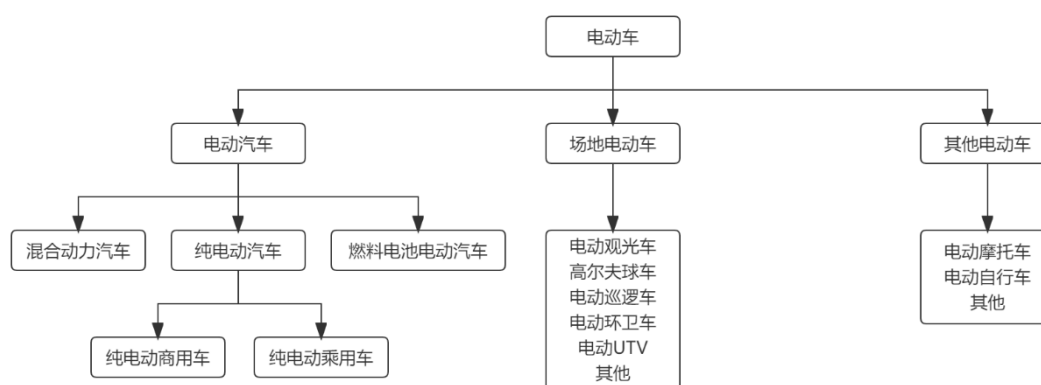 电动车
电动汽车
场地电动车
其他电动车
混合动力汽车
纯电动汽车
燃料电池电动汽车
电动观光车
高尔夫球车
电动巡逻车
电动环卫车
电动UTV
其他
电动摩托车
电动自行车
其他
纯电动商用车
纯电动乘用车